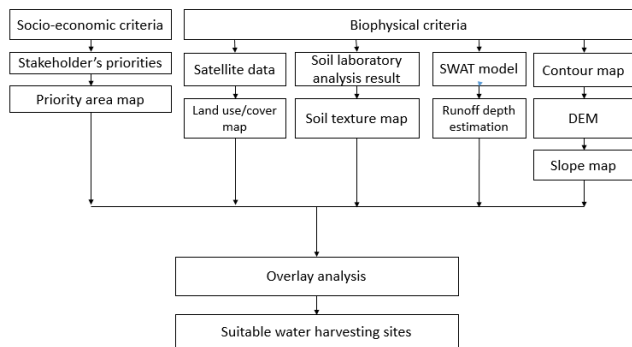 Socio-economic criteria
Biophysical criteria
Stakeholder's priorities
Satellite data
Soil laboratory
analysis result
SWAT model
Contour map
Priority area map
Land use/cover
map
Soil texture map
Runoff depth
estimation
DEM
Slope map
Overlay analysis
Suitable water harvesting sites